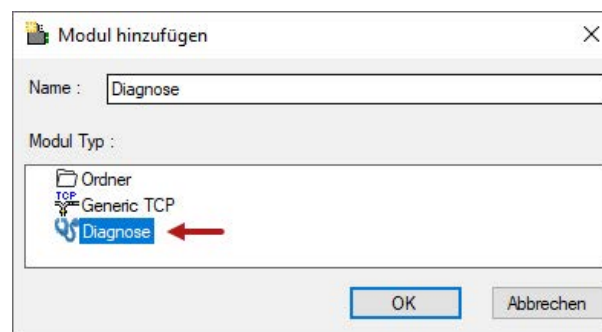 Modul hinzufügen
Name : Diagnose
Modul Typ :
Ordner
TCP
Generic TCP
Diagnose
OK Abbrechen